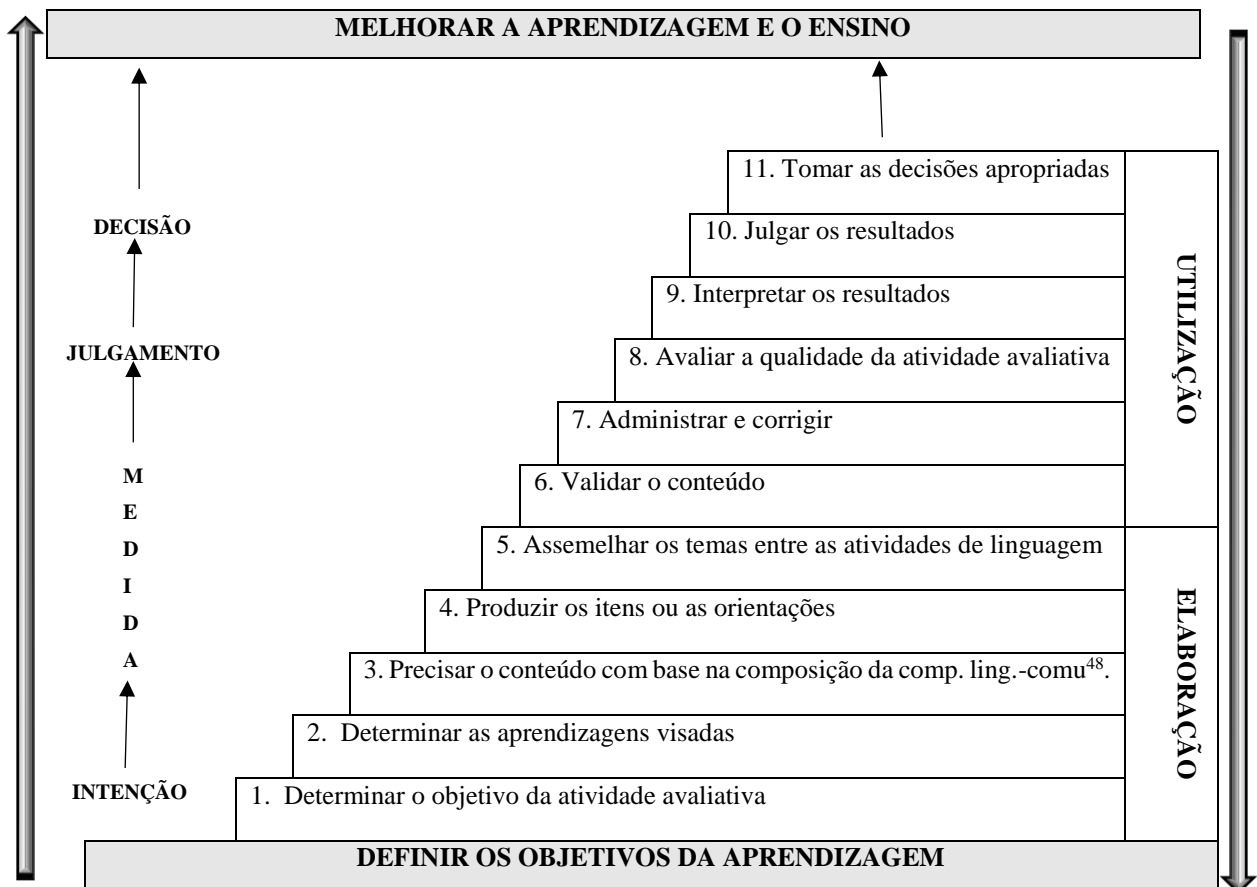 MELHORAR A APRENDIZAGEM E O ENSINO
11. Tomar as decisões apropriadas
DECISÃO
10. Julgar os resultados
9. Interpretar os resultados
JULGAMENTO
8. Avaliar a qualidade da atividade avaliativa
7. Administrar e corrigir
UTILIZAÇÃO
MEDIDA
6. Validar o conteúdo
5. Assemelhar os temas entre as atividades de linguagem
4. Produzir os itens ou as orientações
3. Precisar o conteúdo com base na composição da comp. ling.-comu48.
2. Determinar as aprendizagens visadas
ELABORAÇÃO
INTENÇÃO
1. Determinar o objetivo da atividade avaliativa
DEFINIR OS OBJETIVOS DA APRENDIZAGEM